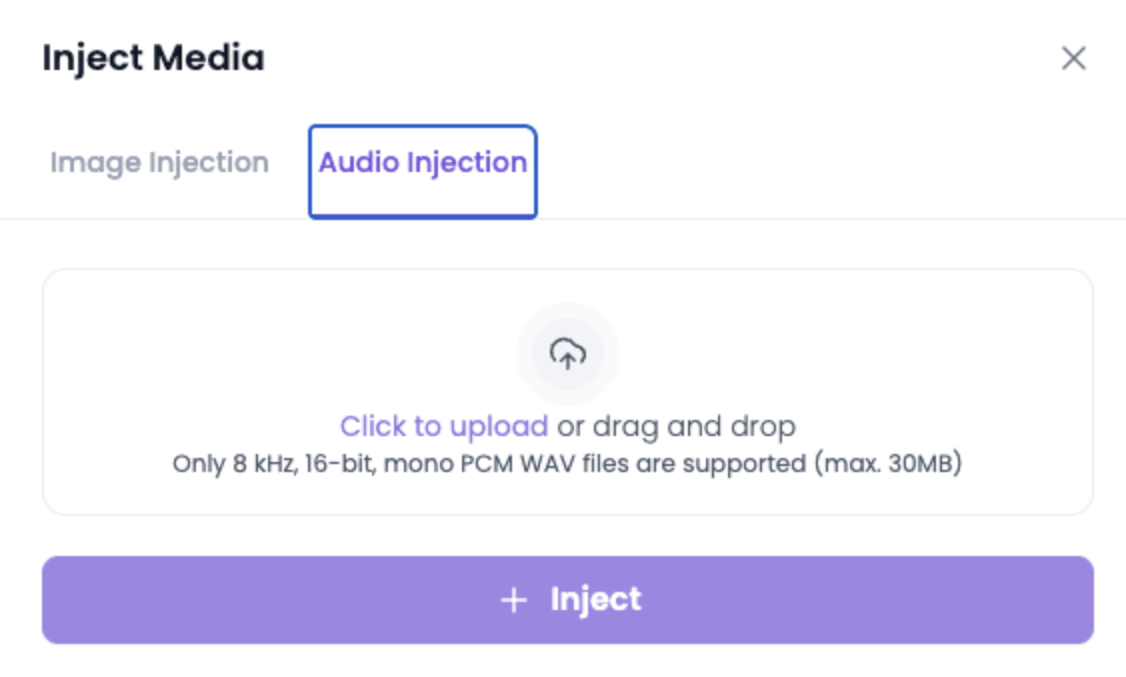 Inject Media
Image Injection
Audio Injection
Click to upload or drag and drop
Only 8 kHz, 16-bit, mono PCM WAV files are supported (max. 30MB)
Inject